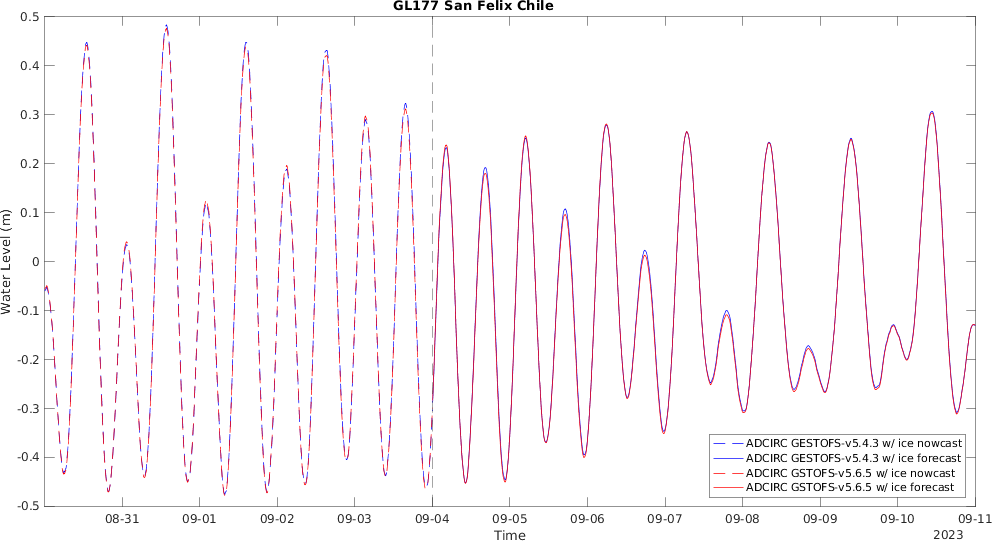 GL177 San Felix Chile
0.5
0.4
0.3
0.2
0.1
0
-0.1
-0.2
-0.3
-0.4
-0.5
Water Level (m)
ADCIRC GESTOFS-v5.4.3 w/ ice nowcast
ADCIRC GESTOFS-v5.4.3 w/ ice forecast
ADCIRC GSTOFS-v5.6.5 w/ ice nowcast
ADCIRC GSTOFS-v5.6.5 w/ ice forecast
08-31 09-01 09-02 09-03 09-04 09-05 09-06 09-07 09-08 09-09 09-10 09-11
Time
2023